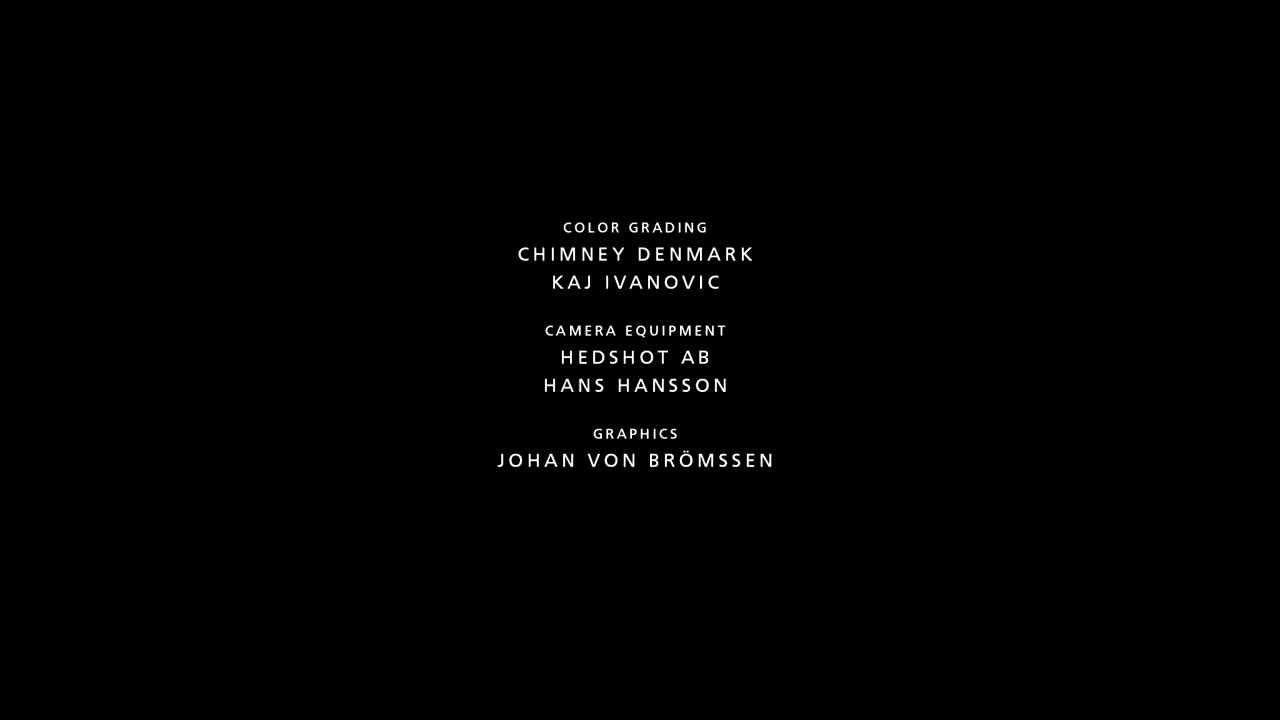 COLOR GRADING
CHIMNEY DENMARK
KAJ IVANOVIC
CAMERA EQUIPMENT
HEDSHOT AB
HANS HANSSON
GRAPHICS
JOHAN VON BRÖMSSEN